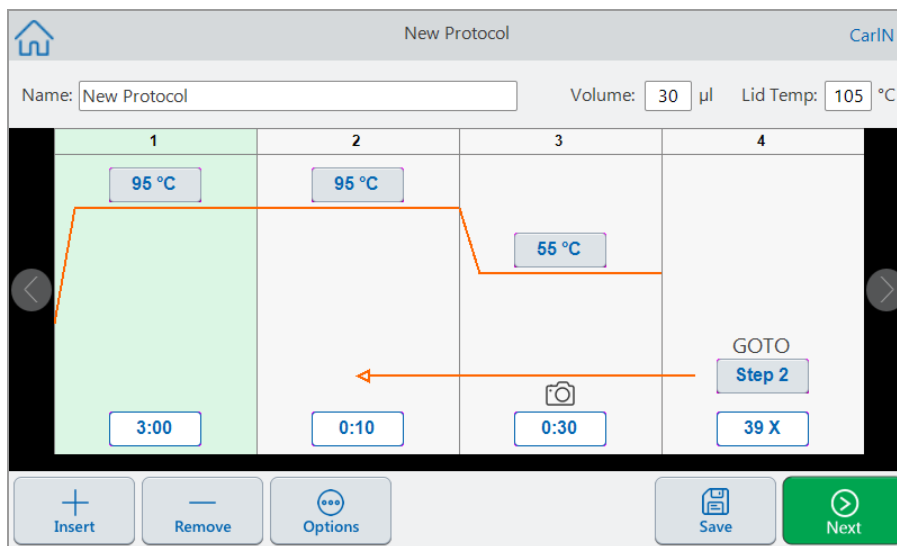 New Protocol
CarlN
Name: New Protocol
Volume: 30 µl
Lid Temp: 105 °C
1 2 3 4
95 °C 95 °C
55 °C
GOTO
Step 2
3:00 0:10 0:30 39 X
Insert Remove Options Save Next